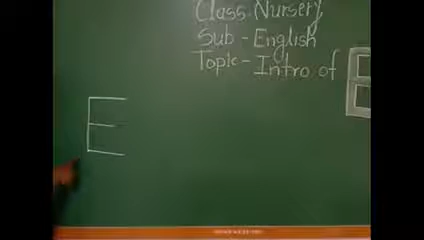 Class-Nursery
Sub - English
Topic - Intro of E
E